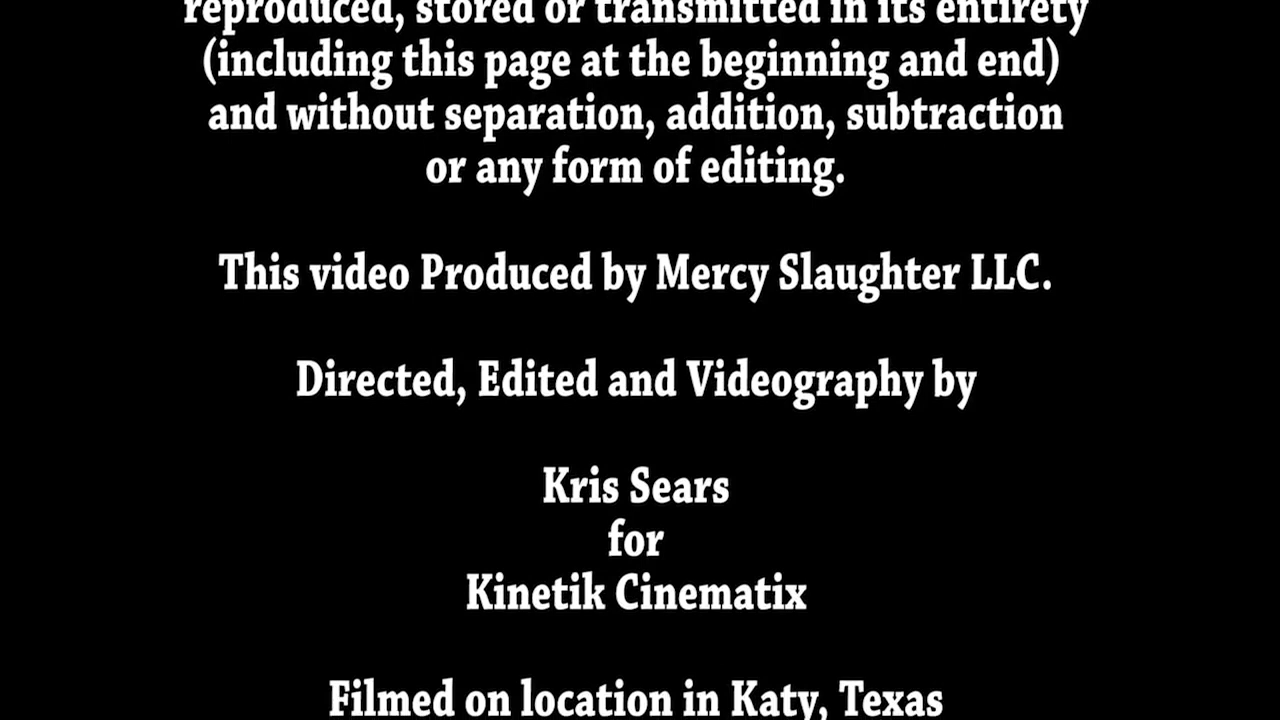 reproduced, stored or transmitted in its entirety
(including this page at the beginning and end)
and without separation, addition, subtraction
or any form of editing.
This video Produced by Mercy Slaughter LLC.
Directed, Edited and Videography by
Kris Sears
for
Kinetik Cinematix
Filmed on location in Katy, Texas